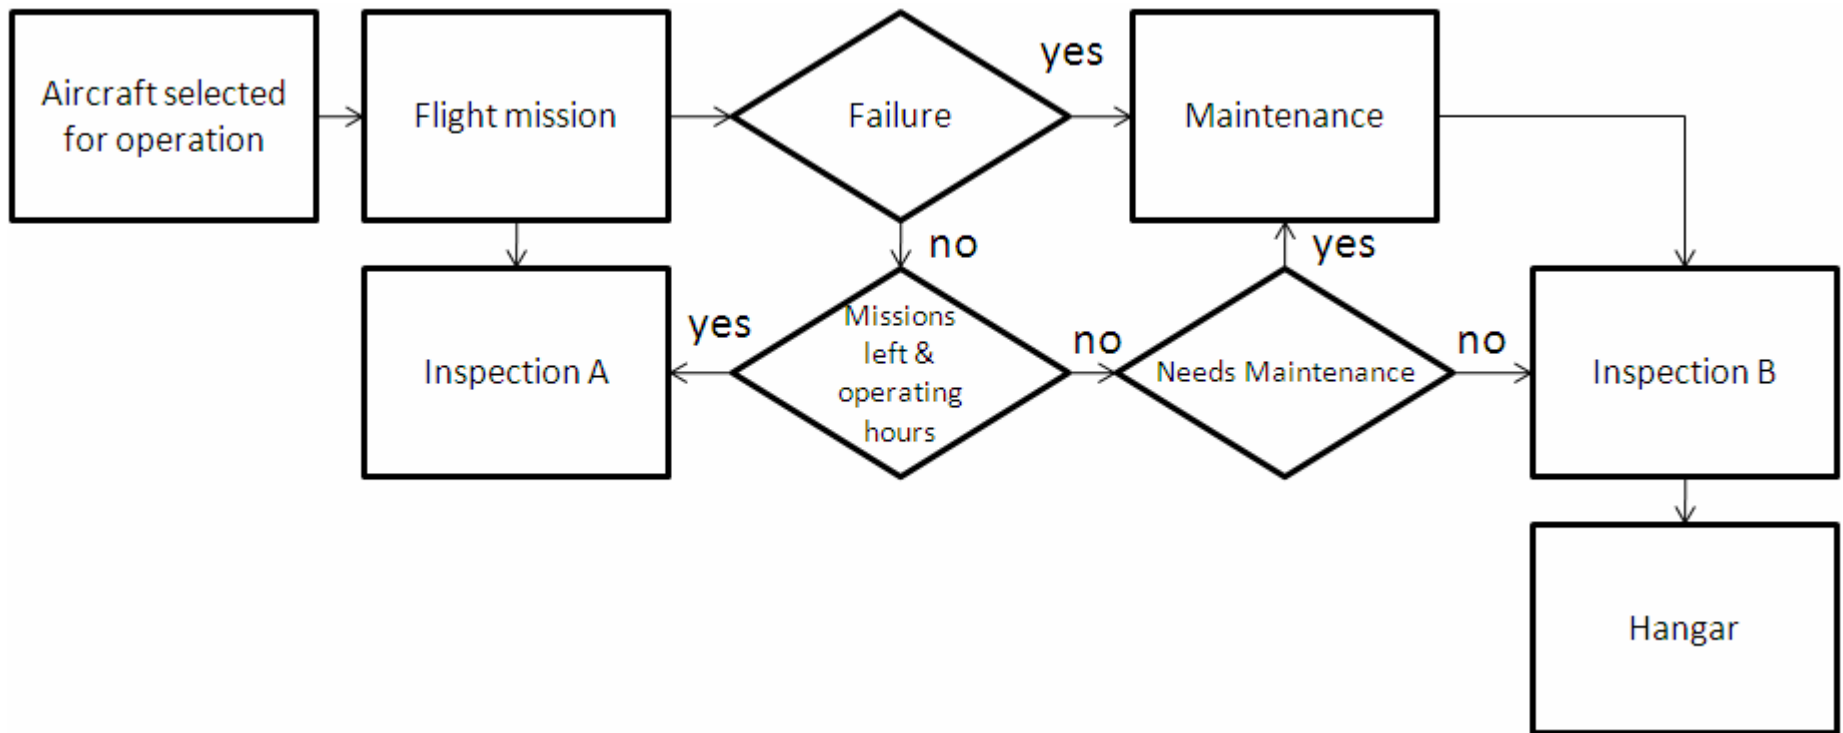 Aircraft selected
for operation
Flight mission
Failure
yes
Maintenance
no
yes
Inspection A
yes
Missions
left &
operating
hours
no
Needs Maintenance
no
Inspection B
Hangar